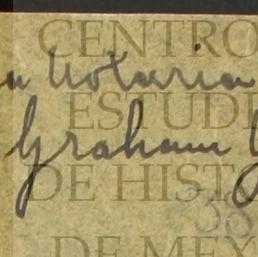 CENTRO
Notaria
ESTUDI
Graham
DE HIST
38
DE MEX